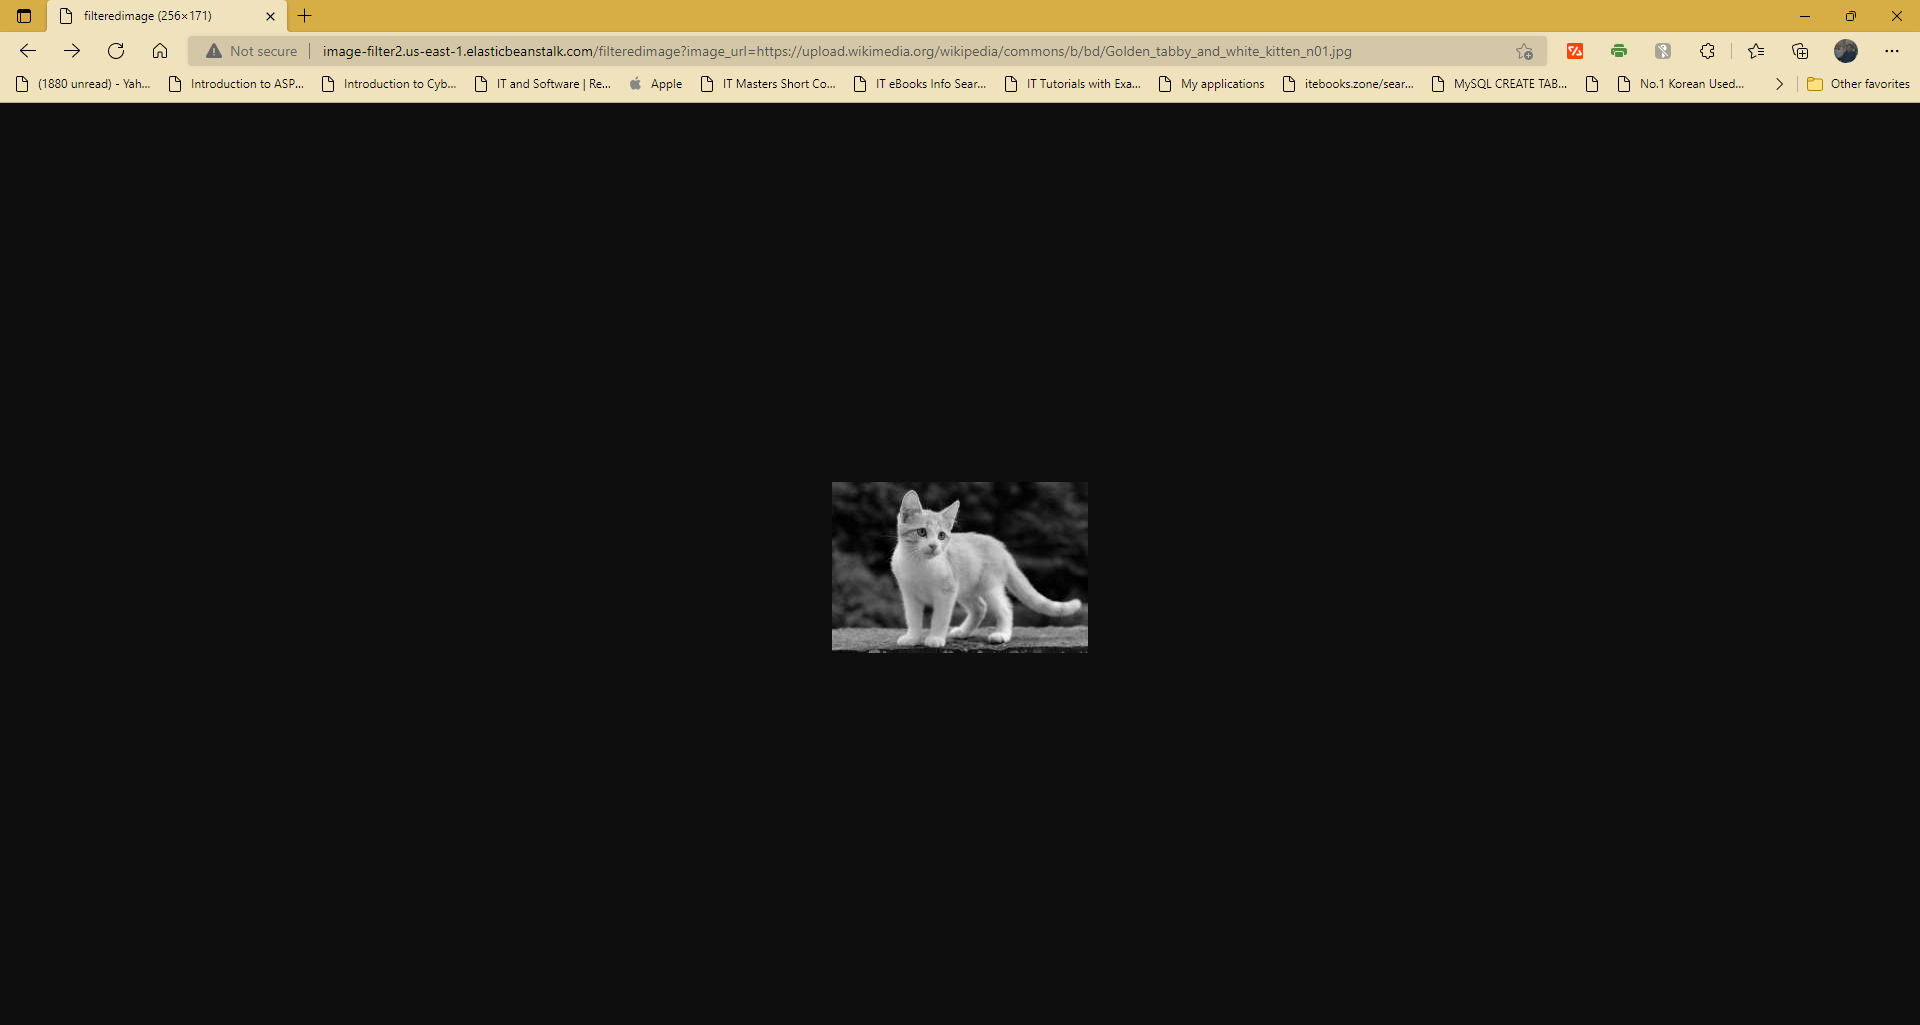 filteredimage (256×171)
Not secure image-filter2.us-east-1.elasticbeanstalk.com/filteredimage?image_url=https://upload.wikimedia.org/wikipedia/commons/b/bd/Golden_tabby_and_white_kitten_n01.jpg
(1880 unread) - Yah... Introduction to ASP... Introduction to Cyb... IT and Software | Re... Apple IT Masters Short Co... IT eBooks Info Sear... IT Tutorials with Exa... My applications itebooks.zone/sear... MySQL CREATE TAB... No.1 Korean Used... Other favorites